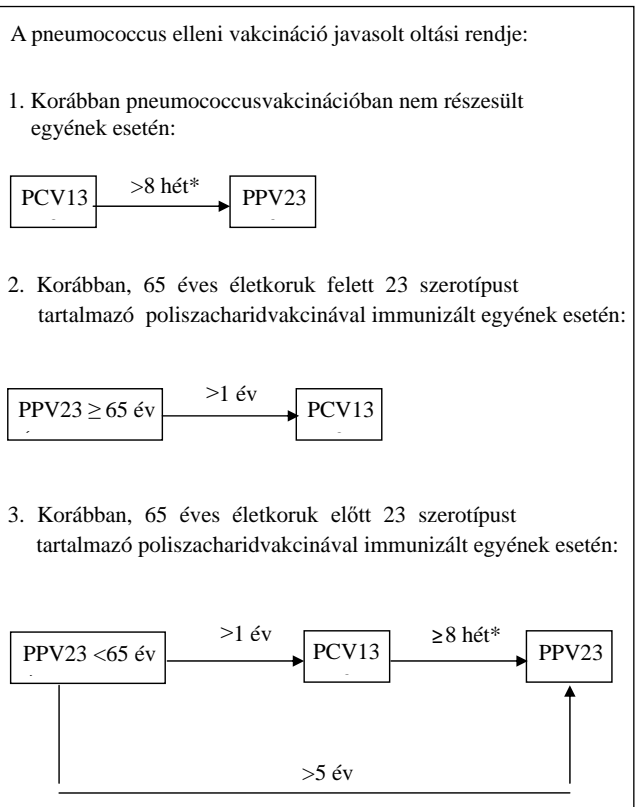 A pneumococcus elleni vakcináció javasolt oltási rendje:
1. Korábban pneumococcusvakcinációban nem részesült
egyének esetén:
PCV13 >8 hét* PPV23
2. Korábban, 65 éves életkoruk felett 23 szerotípust
tartalmazó poliszacharidvakcinával immunizált egyének esetén:
PPV23 ≥ 65 év >1 év PCV13
3. Korábban, 65 éves életkoruk előtt 23 szerotípust
tartalmazó poliszacharidvakcinával immunizált egyének esetén:
PPV23 <65 év >1 év PCV13 ≥8 hét* PPV23
>5 év